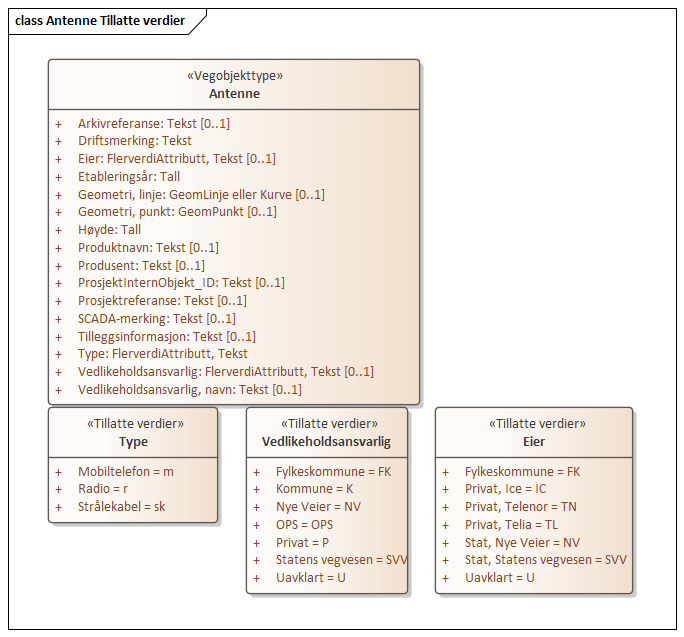 class Antenne Tillatte verdier
«Vegobjekttype»
Antenne
+ Arkivreferanse: Tekst [0..1]
+ Driftsmerking: Tekst
+ Eier: FlerverdiAttributt, Tekst [0..1]
+ Etableringsår: Tall
+ Geometri, linje: GeomLinje eller Kurve [0..1]
+ Geometri, punkt: GeomPunkt [0..1]
+ Høyde: Tall
+ Produktnavn: Tekst [0..1]
+ Produsent: Tekst [0..1]
+ ProsjektInternObjekt_ID: Tekst [0..1]
+ Prosjektreferanse: Tekst [0..1]
+ SCADA-merking: Tekst [0..1]
+ Tilleggsinformasjon: Tekst [0..1]
+ Type: FlerverdiAttributt, Tekst
+ Vedlikeholdsansvarlig: FlerverdiAttributt, Tekst [0..1]
+ Vedlikeholdsansvarlig, navn: Tekst [0..1]
«Tillatte verdier»
Type
+ Mobiltelefon = m
+ Radio = r
+ Strålekabel = sk
«Tillatte verdier»
Vedlikeholdsansvarlig
+ Fylkeskommune = FK
+ Kommune = K
+ Nye Veier = NV
+ OPS = OPS
+ Privat = P
+ Statens vegvesen = SVV
+ Uavklart = U
«Tillatte verdier»
Eier
+ Fylkeskommune = FK
+ Privat, Ice = IC
+ Privat, Telenor = TN
+ Privat, Telia = TL
+ Stat, Nye Veier = NV
+ Stat, Statens vegvesen = SVV
+ Uavklart = U